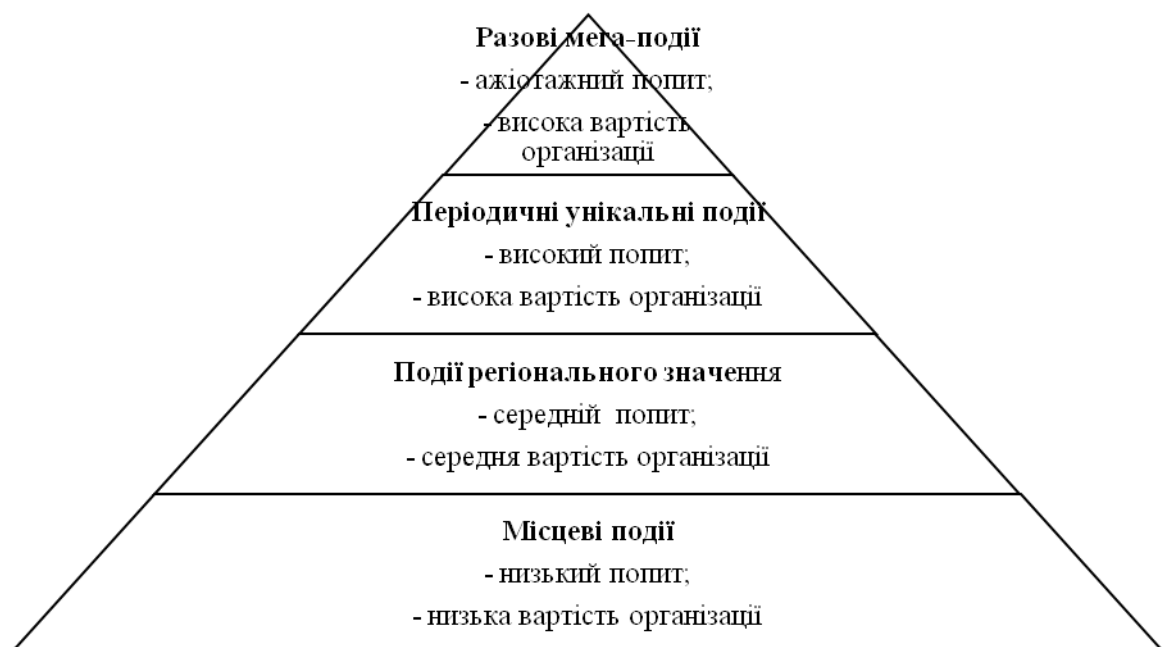 Разові мега-події
- ажіотажний попит;
- висока вартість
організації
Періодичні унікальні події
- високий попит;
- висока вартість організації
Події регіонального значення
- середній попит;
- середня вартість організації
Місцеві події
- низький попит;
- низька вартість організації